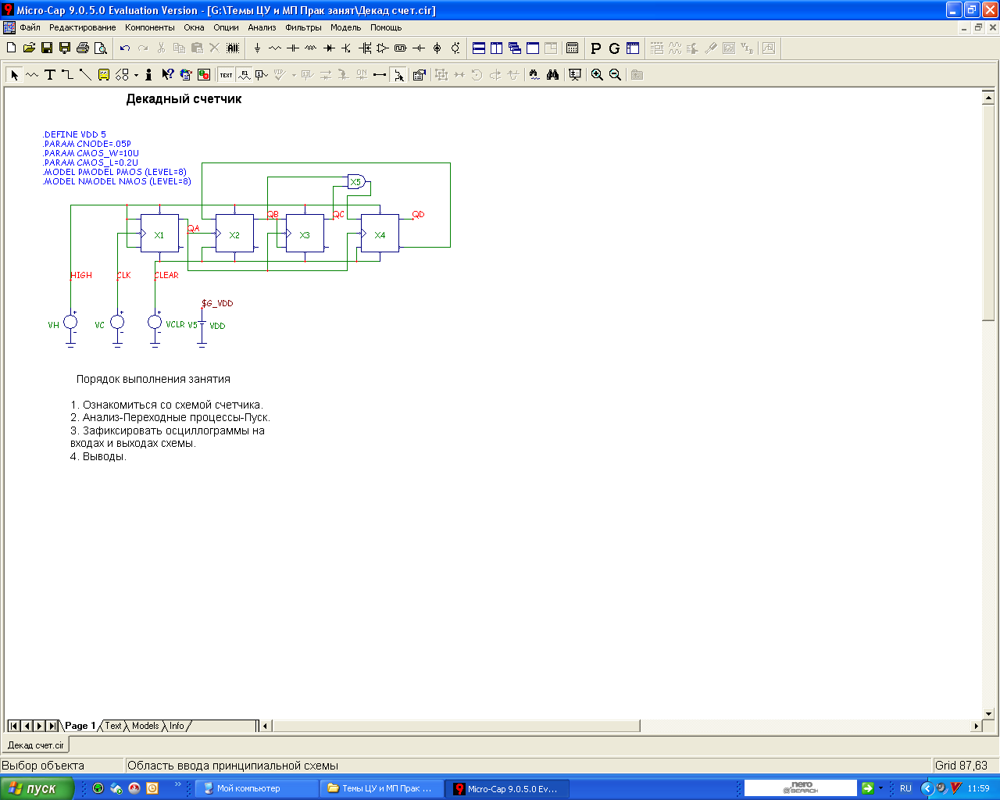 Micro-Cap 9.0.5.0 Evaluation Version - [G:\Темы ЦУ и МП Прак занят\Декад счет.cir]
Файл Редактирование Компоненты Окна Опции Анализ Фильтры Модель Помощь
P G
T i TEXT R1 VIP 13 ON
Декадный счетчик
.DEFINE VDD 5
.PARAM CNODE=.05P
.PARAM CMOS_W=10U
.PARAM CMOS_L=0.2U
.MODEL PMODEL PMOS (LEVEL=8)
.MODEL NMODEL NMOS (LEVEL=8)
X5
QB QC QD
QA
X1 X2 X3 X4
HIGH CLK CLEAR
$G_VDD
VH VC VCLR V5 VDD
Порядок выполнения занятия
1. Ознакомиться со схемой счетчика.
2. Анализ-Переходные процессы-Пуск.
3. Зафиксировать осциллограммы на
входах и выходах схемы.
4. Выводы.
Page 1 Text Models Info
Декад счет.cir
Выбор объекта Область ввода принципиальной схемы Grid 87,63
пуск » Мой компьютер Темы ЦУ и МП Прак ... Micro-Cap 9.0.5.0 Ev... nero SEARCH RU 11:59